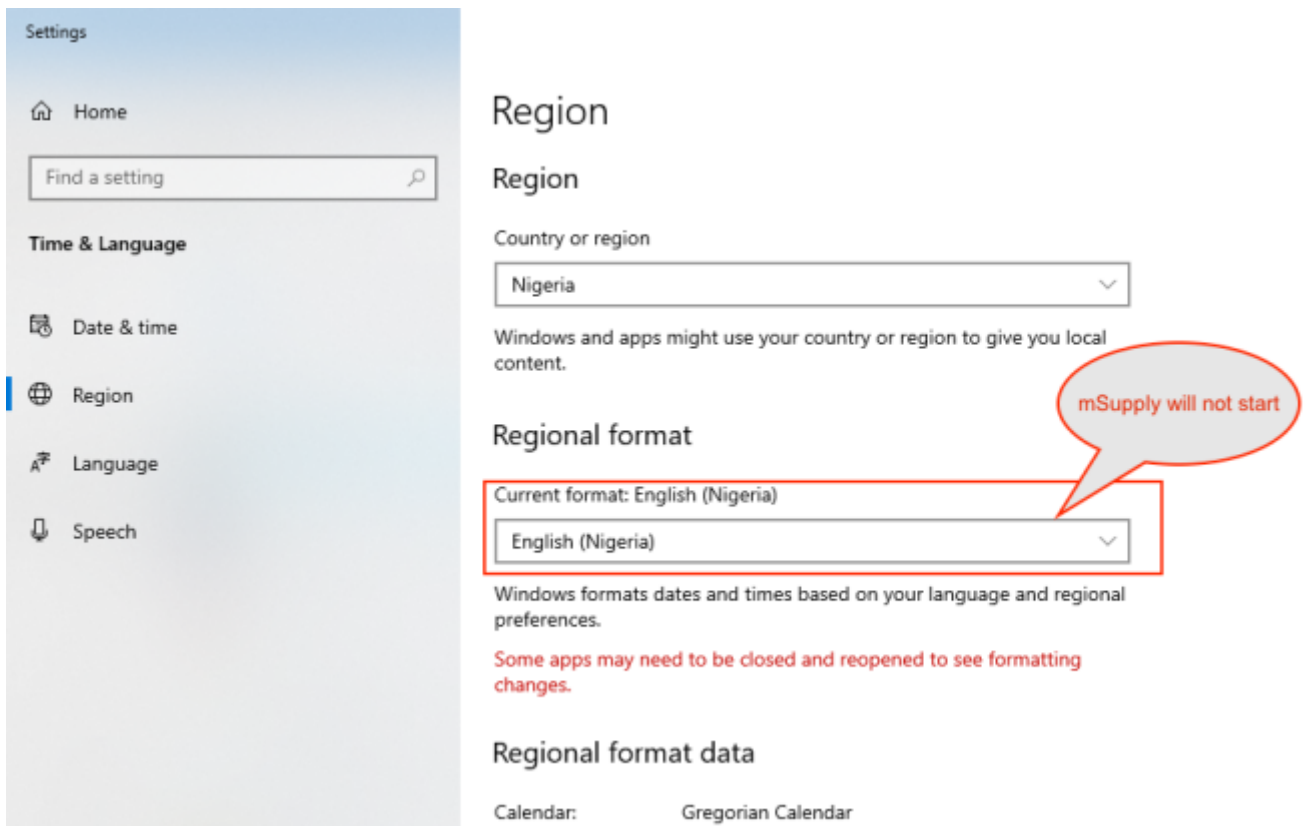 Settings
Home
Find a setting
Time & Language
Date & time
Region
Language
Speech
Region
Region
Country or region
Nigeria
Windows and apps might use your country or region to give you local
content.
mSupply will not start
Regional format
Current format: English (Nigeria)
English (Nigeria)
Windows formats dates and times based on your language and regional
preferences.
Some apps may need to be closed and reopened to see formatting
changes.
Regional format data
Calendar: Gregorian Calendar